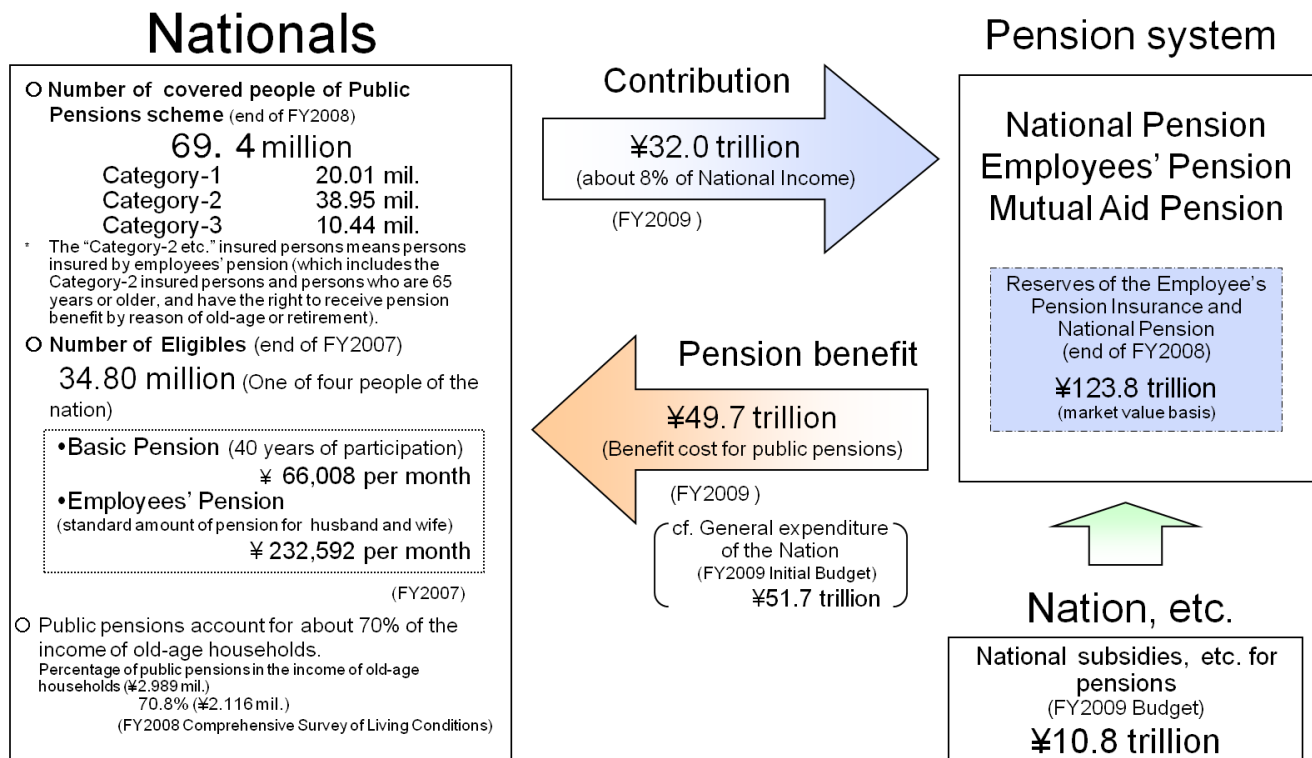 Nationals
O Number of covered people of Public
Pensions scheme (end of FY2008)
69. 4 million
Category-1 20.01 mil.
Category-2 38.95 mil.
Category-3 10.44 mil.
* The “Category-2 etc.” insured persons means persons
insured by employees’ pension (which includes the
Category-2 insured persons and persons who are 65
years or older, and have the right to receive pension
benefit by reason of old-age or retirement).
O Number of Eligibles (end of FY2007)
34.80 million (One of four people of the
nation)
•Basic Pension (40 years of participation)
¥ 66,008 per month
•Employees’ Pension
(standard amount of pension for husband and wife)
¥ 232,592 per month
(FY2007)
O Public pensions account for about 70% of the
income of old-age households.
Percentage of public pensions in the income of old-age
households (¥2.989 mil.)
70.8% (¥2.116 mil.)
(FY2008 Comprehensive Survey of Living Conditions)
Contribution
¥32.0 trillion
(about 8% of National Income)
(FY2009 )
Pension benefit
¥49.7 trillion
(Benefit cost for public pensions)
(FY2009 )
cf. General expenditure
of the Nation
(FY2009 Initial Budget)
¥51.7 trillion
Pension system
National Pension
Employees’ Pension
Mutual Aid Pension
Reserves of the Employee’s
Pension Insurance and
National Pension
(end of FY2008)
¥123.8 trillion
(market value basis)
Nation, etc.
National subsidies, etc. for
pensions
(FY2009 Budget)
¥10.8 trillion